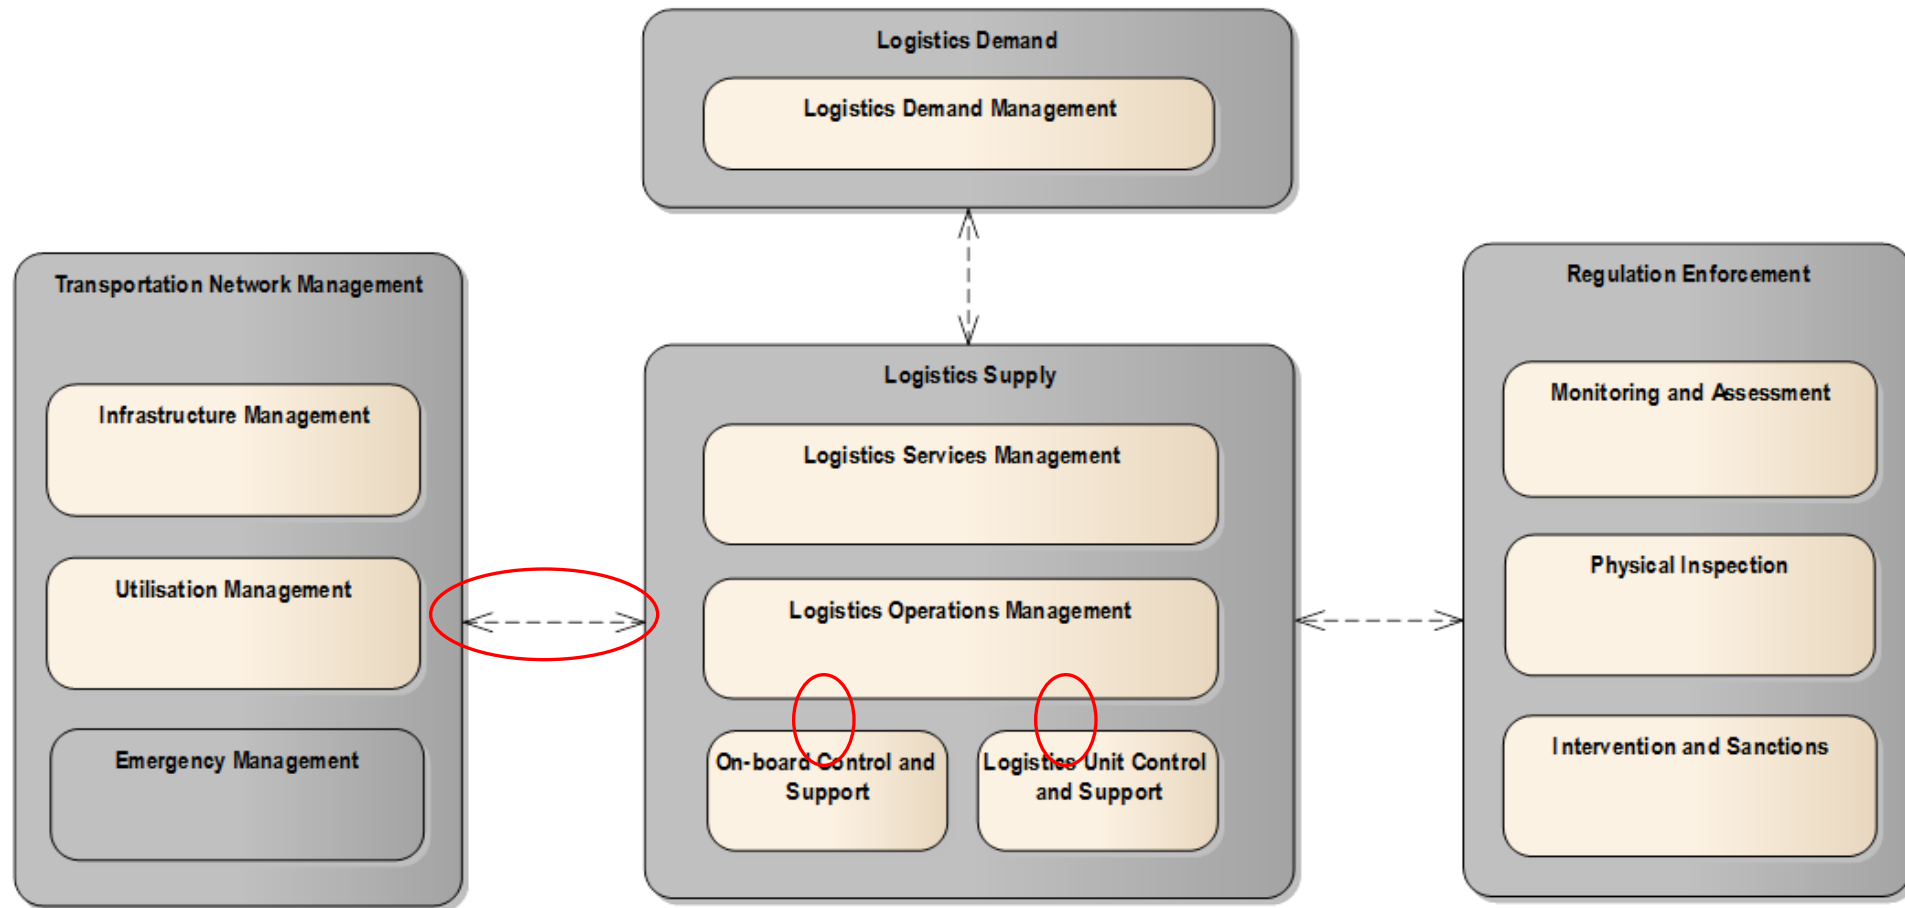 Logistics Demand
Logistics Demand Management
Transportation Network Management
Infrastructure Management
Utilisation Management
Emergency Management
Logistics Supply
Logistics Services Management
Logistics Operations Management
On-board Control and
Support
Logistics Unit Control
and Support
Regulation Enforcement
Monitoring and Assessment
Physical Inspection
Intervention and Sanctions